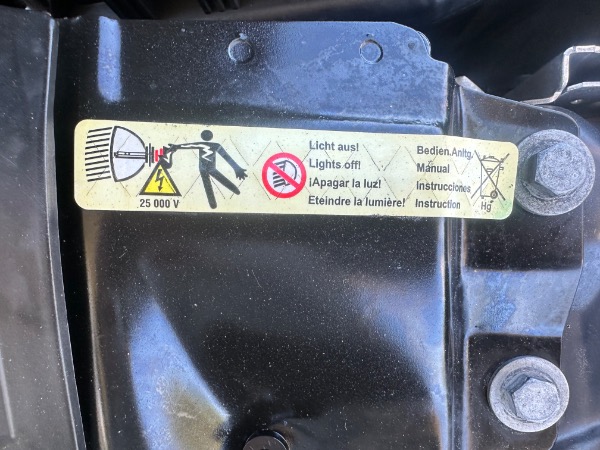 25 000 V
Licht aus!
Lights off!
¡Apagar la luz!
Eteindre la lumière!
Bedien.Anltg.
Manual
Instrucciones
Instruction
Hg